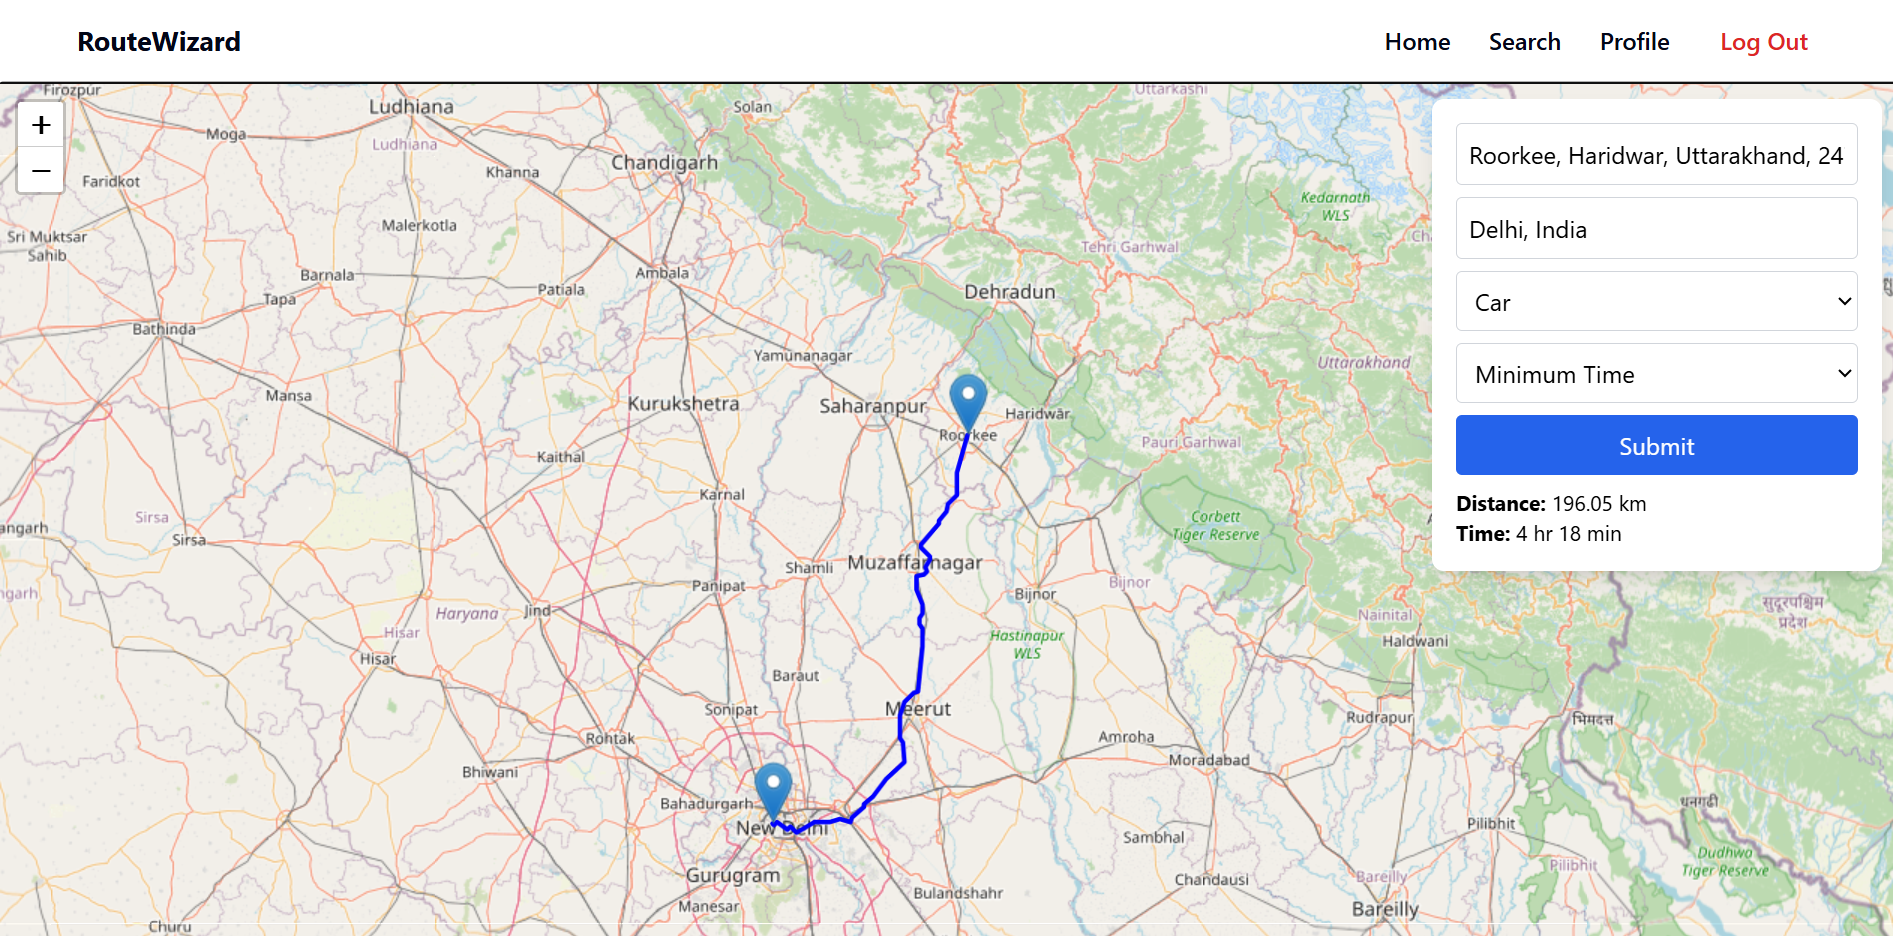 RouteWizard
Home Search Profile Log Out
Roorkee, Haridwar, Uttarakhand, 24
Delhi, India
Car
Minimum Time
Submit
Distance: 196.05 km
Time: 4 hr 18 min
+
−
Firozpur
Ludhiana
Solan
Uttarkashi
Moga
Ludhiana
Chandigarh
Khanna
Faridkot
Kedarnath
WLS
Malerkotla
Sri Muktsar
Sahib
Tehri Garhwal
Barnala
Ambala
Patiala
Tapa
Dehradun
Bathinda
Yamunanagar
Uttarakhand
Mansa
Kurukshetra
Saharanpur
Haridwār
Roorkee
Pauri Garhwal
Kaithal
Karnal
Sirsa
angarh
Sirsa
Corbett
Tiger Reserve
Muzaffarnagar
Shamli
Panipat
Bijnor
Bijnor
ngarh
Haryana
Jind
Nainital
सुदूरपश्चिम
प्रदेश
Hisar
Hastinapur
WLS
Haldwani
Hisar
Baraut
Sonipat
Meerut
Rudrapur
भिमदत्त
Rohtak
Amroha
Moradabad
Bhiwani
Bahadurgarh
धनगढी
New Delhi
Sambhal
Pilibhit
Gurugram
Bulandshahr
Chandausi
Bareilly
Pilibhit
Dudhwa
Tiger Reserve
Manesar
Bareilly
Churu